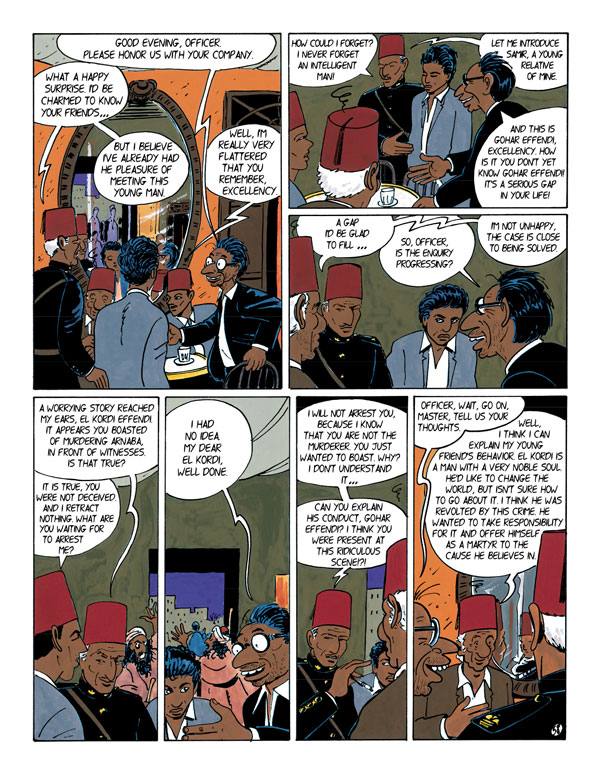 GOOD EVENING, OFFICER.
PLEASE HONOR US WITH YOUR COMPANY.
WHAT A HAPPY
SURPRISE. I'D BE
CHARMED TO KNOW
YOUR FRIENDS...
BUT I BELIEVE
I'VE ALREADY HAD
HE PLEASURE OF
MEETING THIS
YOUNG MAN.
WELL, I'M
REALLY VERY
FLATTERED
THAT YOU
REMEMBER,
EXCELLENCY.
HOW COULD I FORGET?
I NEVER FORGET
AN INTELLIGENT
MAN!
LET ME INTRODUCE
SAMIR, A YOUNG
RELATIVE
OF MINE.
AND THIS IS
GOHAR EFFENDI,
EXCELLENCY. HOW
IS IT YOU DON'T YET
KNOW GOHAR EFFENDI!
IT'S A SERIOUS GAP
IN YOUR LIFE!
A GAP
I'D BE GLAD
TO FILL ...
SO, OFFICER,
IS THE ENQUIRY
PROGRESSING?
I'M NOT UNHAPPY,
THE CASE IS CLOSE
TO BEING SOLVED.
A WORRYING STORY REACHED
MY EARS, EL KORDI EFFENDI.
IT APPEARS YOU BOASTED
OF MURDERING ARNABA,
IN FRONT OF WITNESSES.
IS THAT TRUE?
IT IS TRUE, YOU
WERE NOT DECEIVED.
AND I RETRACT
NOTHING. WHAT ARE
YOU WAITING FOR
TO ARREST
ME?
I HAD
NO IDEA,
MY DEAR
EL KORDI,
WELL DONE.
I WILL NOT ARREST YOU,
BECAUSE I KNOW
THAT YOU ARE NOT THE
MURDERER. YOU JUST
WANTED TO BOAST. WHY?
I DON'T UNDERSTAND
IT...
CAN YOU EXPLAIN
HIS CONDUCT, GOHAR
EFFENDI? I THINK YOU
WERE PRESENT AT
THIS RIDICULOUS
SCENE!?!
OFFICER, WAIT, GO ON,
MASTER, TELL US YOUR
THOUGHTS.
WELL,
I THINK I CAN
EXPLAIN MY YOUNG
FRIEND'S BEHAVIOR. EL KORDI IS
A MAN WITH A VERY NOBLE SOUL.
HE'D LIKE TO CHANGE THE
WORLD, BUT ISN'T SURE HOW
TO GO ABOUT IT. I THINK HE WAS
REVOLTED BY THIS CRIME. HE
WANTED TO TAKE RESPONSIBILITY
FOR IT AND OFFER HIMSELF
AS A MARTYR TO THE
CAUSE HE BELIEVES IN.